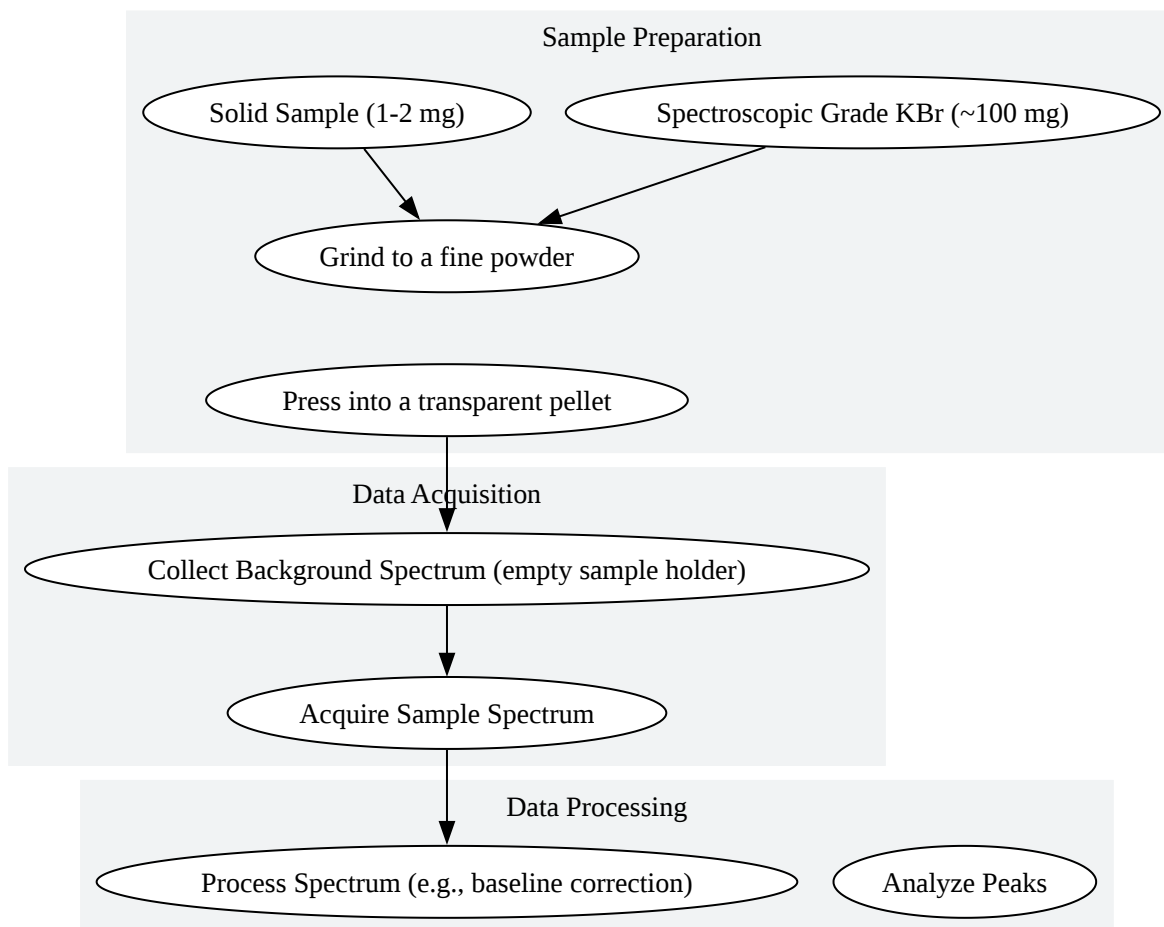 Sample Preparation
Solid Sample (1-2 mg)
Spectroscopic Grade KBr (~100 mg)
Grind to a fine powder
Press into a transparent pellet
Data Acquisition
Collect Background Spectrum (empty sample holder)
Acquire Sample Spectrum
Data Processing
Process Spectrum (e.g., baseline correction)
Analyze Peaks